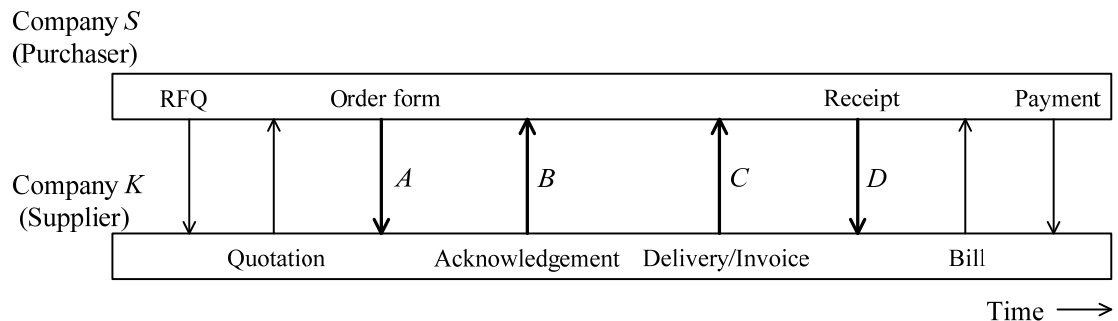 Company S
(Purchaser)
RFQ Order form Receipt Payment
A B C D
Company K
(Supplier)
Quotation Acknowledgement Delivery/Invoice Bill
Time